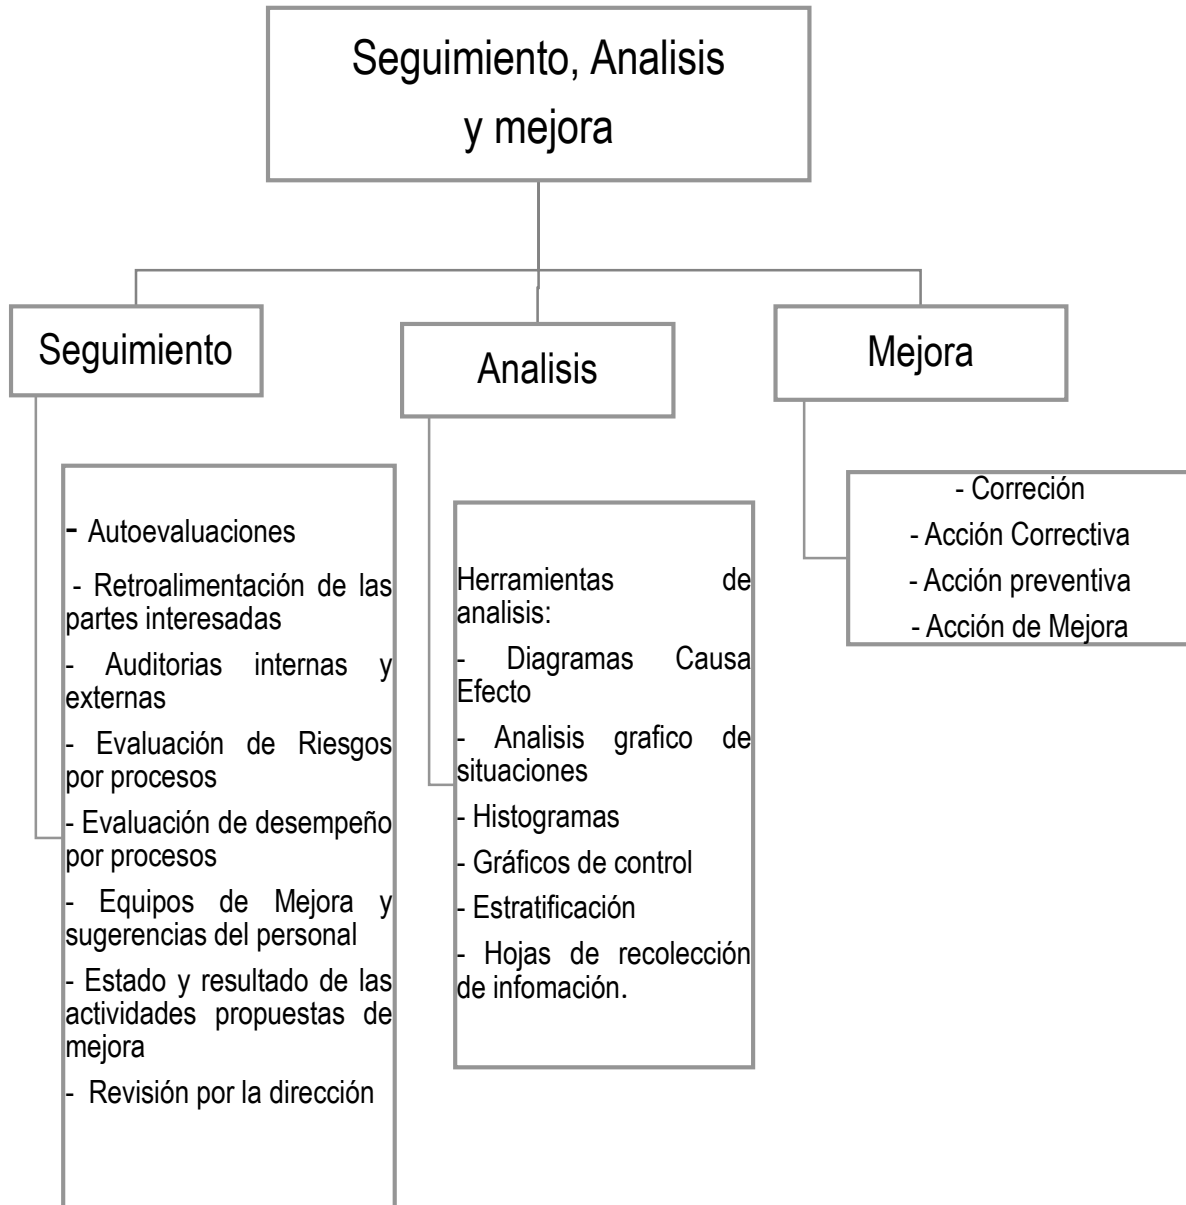 Seguimiento, Analisis
y mejora
Seguimiento
Analisis
Mejora
- Autoevaluaciones
- Retroalimentación de las
partes interesadas
- Auditorias internas y
externas
- Evaluación de Riesgos
por procesos
- Evaluación de desempeño
por procesos
- Equipos de Mejora y
sugerencias del personal
- Estado y resultado de las
actividades propuestas de
mejora
- Revisión por la dirección
Herramientas de
analisis:
- Diagramas Causa
Efecto
- Analisis grafico de
situaciones
- Histogramas
- Gráficos de control
- Estratificación
- Hojas de recolección
de infomación.
- Correción
- Acción Correctiva
- Acción preventiva
- Acción de Mejora